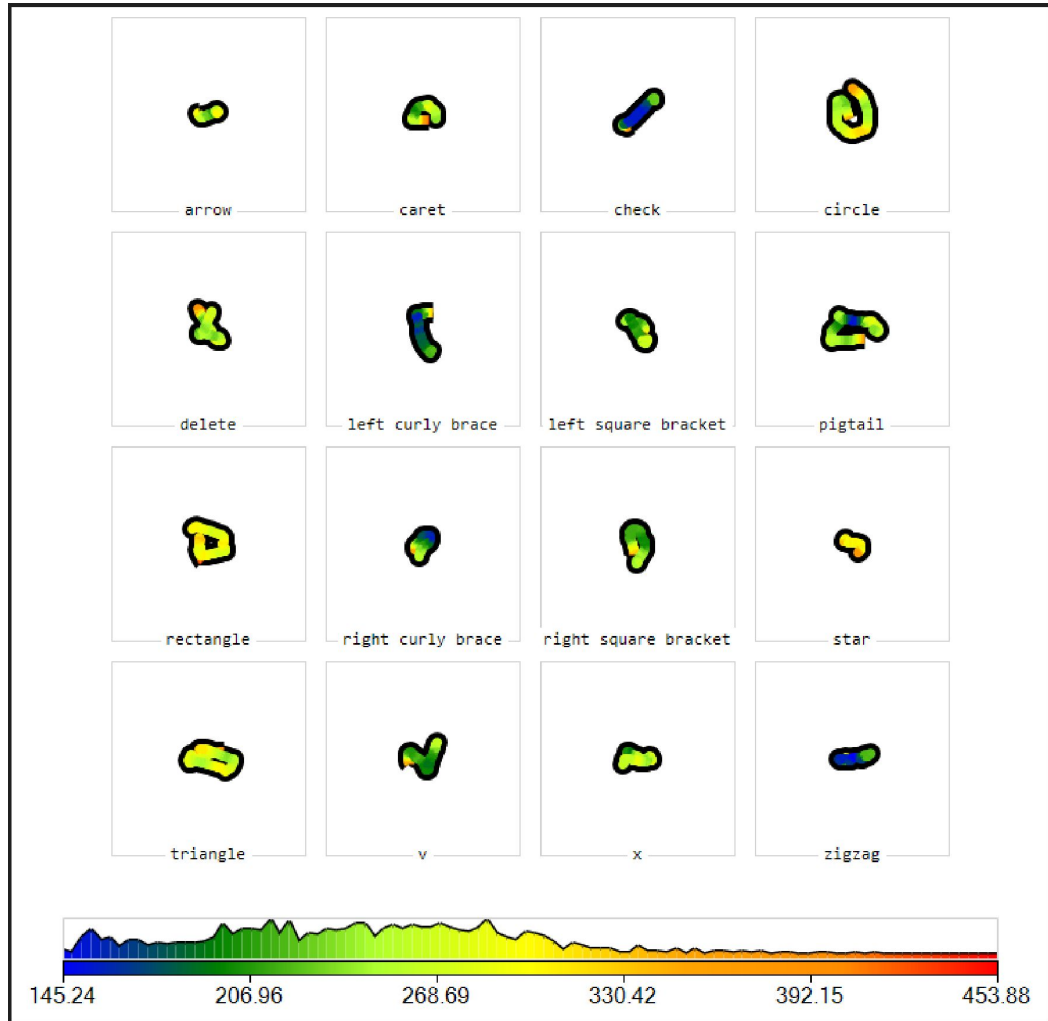 arrow caret check circle
delete left curly brace left square bracket pigtail
rectangle right curly brace right square bracket star
triangle v x zigzag
145.24 206.96 268.69 330.42 392.15 453.88